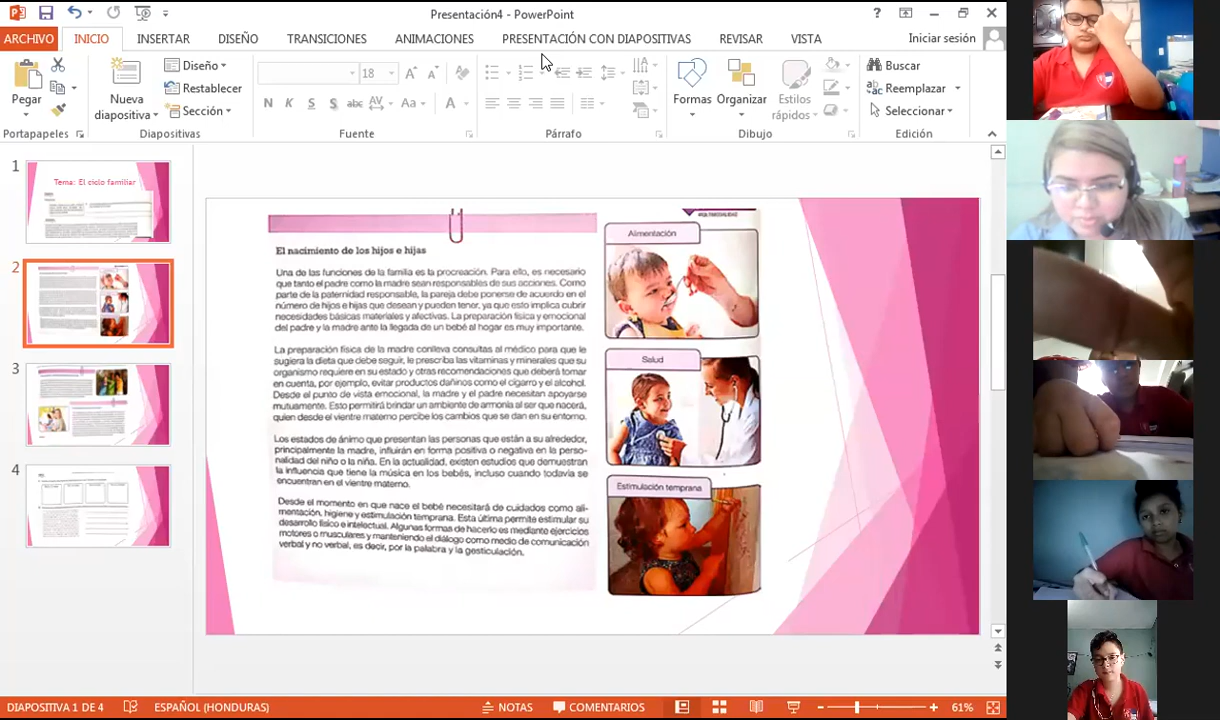 Presentación4 - PowerPoint
ARCHIVO INICIO INSERTAR DISEÑO TRANSICIONES ANIMACIONES PRESENTACIÓN CON DIAPOSITIVAS REVISAR VISTA Iniciar sesión
Pegar
Nueva diapositiva
Diseño
Restablecer
Sección
18
N K S S abc AV Aa A
Formas
Organizar
Estilos rápidos
Buscar
Reemplazar
Seleccionar
Portapapeles Diapositivas Fuente Párrafo Dibujo Edición
1
Tema: El ciclo familiar
2
3
4
El nacimiento de los hijos e hijas
Una de las funciones de la familia es la procreación. Para ello, es necesario
que tanto el padre como la madre sean responsables de sus acciones. Como
parte de la paternidad responsable, la pareja debe ponerse de acuerdo en el
número de hijos e hijas que desean y pueden tener, ya que esto implica cubrir
necesidades básicas materiales y afectivas. La preparación física y emocional
del padre y la madre ante la llegada de un bebé al hogar es muy importante.
La preparación física de la madre conlleva consultas al médico para que le
sugiera la dieta que debe seguir, le prescriba las vitaminas y minerales que su
organismo requiere en su estado y otras recomendaciones que deberá tomar
en cuenta, por ejemplo, evitar productos dañinos como el cigarro y el alcohol.
Desde el punto de vista emocional, la madre y el padre necesitan apoyarse
mutuamente. Esto permitirá brindar un ambiente de armonía al ser que nacerá,
quien desde el vientre materno percibe los cambios que se dan en su entorno.
Los estados de ánimo que presentan las personas que están a su alrededor,
principalmente la madre, influirán en forma positiva o negativa en la perso-
nalidad del niño o la niña. En la actualidad, existen estudios que demuestran
la influencia que tiene la música en los bebés, incluso cuando todavía se
encuentran en el vientre materno.
Desde el momento en que nace el bebé necesitará de cuidados como ali-
mentación, higiene y estimulación temprana. Esta última permite estimular su
desarrollo físico e intelectual. Algunas formas de hacerlo es mediante ejercicios
motores o musculares y manteniendo el diálogo como medio de comunicación
verbal y no verbal, es decir, por la palabra y la gesticulación.
Alimentación
Salud
Estimulación temprana
DIAPOSITIVA 1 DE 4 ESPAÑOL (HONDURAS) NOTAS COMENTARIOS 61%